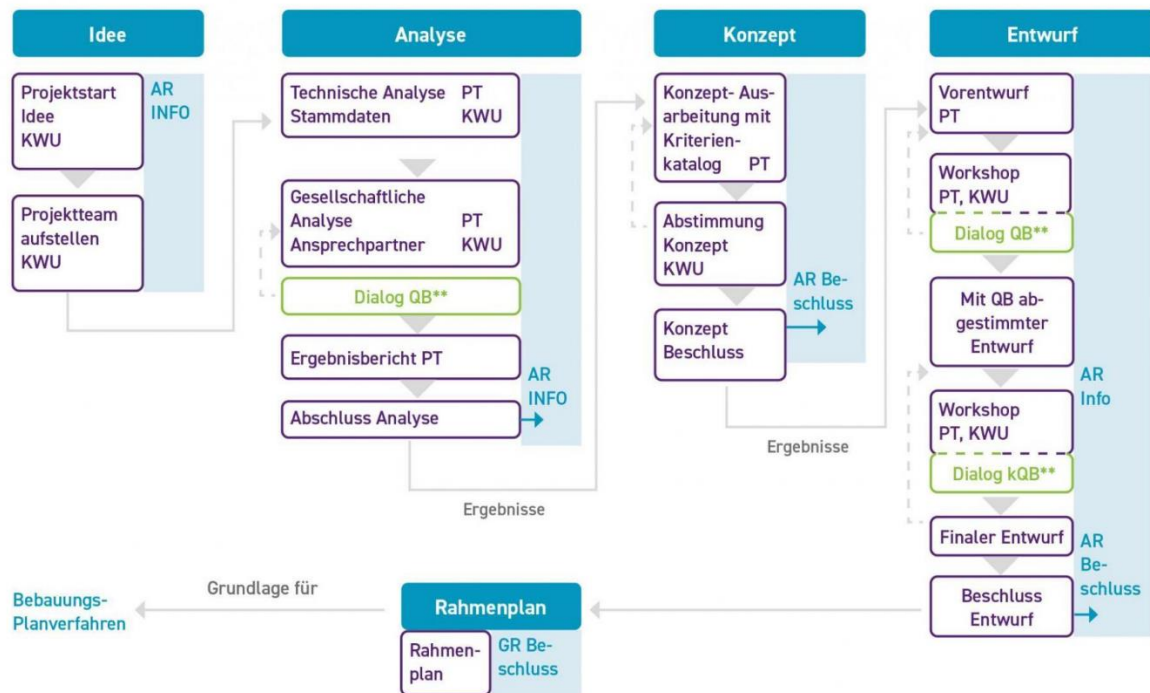 Idee
Projektstart
Idee
KWU
AR
INFO
Projektteam
aufstellen
KWU
Analyse
Technische Analyse PT
Stammdaten KWU
Gesellschaftliche
Analyse PT
Ansprechpartner KWU
Dialog QB**
Ergebnisbericht PT
Abschluss Analyse
AR
INFO
Ergebnisse
Konzept
Konzept- Aus-
arbeitung mit
Kriterien-
katalog PT
Abstimmung
Konzept
KWU
Konzept
Beschluss
AR Be-
schluss
Ergebnisse
Entwurf
Vorentwurf
PT
Workshop
PT, KWU
Dialog QB**
Mit QB ab-
gestimmter
Entwurf
AR
Info
Workshop
PT, KWU
Dialog kQB**
Finaler Entwurf
Beschluss
Entwurf
AR
Be-
schluss
Rahmenplan
Rahmen-
plan
GR Be-
schluss
Grundlage für
Bebauungs-
Planverfahren